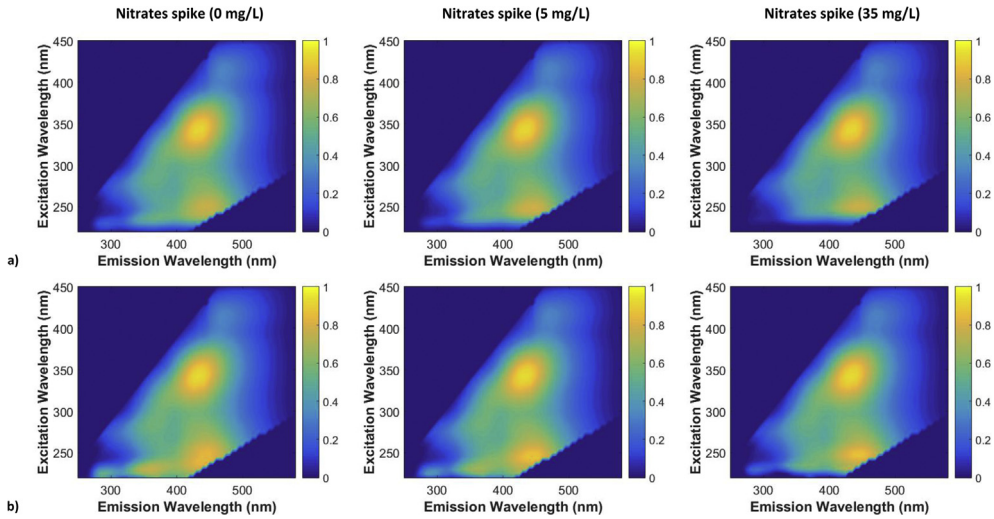 Nitrates spike (0 mg/L) Nitrates spike (5 mg/L) Nitrates spike (35 mg/L)
450 400 350 300 250
Excitation Wavelength (nm)
300 400 500
Emission Wavelength (nm)
1 0.8 0.6 0.4 0.2 0
450 400 350 300 250
Excitation Wavelength (nm)
300 400 500
Emission Wavelength (nm)
1 0.8 0.6 0.4 0.2 0
450 400 350 300 250
Excitation Wavelength (nm)
300 400 500
Emission Wavelength (nm)
1 0.8 0.6 0.4 0.2 0
a)
450 400 350 300 250
Excitation Wavelength (nm)
300 400 500
Emission Wavelength (nm)
1 0.8 0.6 0.4 0.2 0
450 400 350 300 250
Excitation Wavelength (nm)
300 400 500
Emission Wavelength (nm)
1 0.8 0.6 0.4 0.2 0
450 400 350 300 250
Excitation Wavelength (nm)
300 400 500
Emission Wavelength (nm)
1 0.8 0.6 0.4 0.2 0
b)